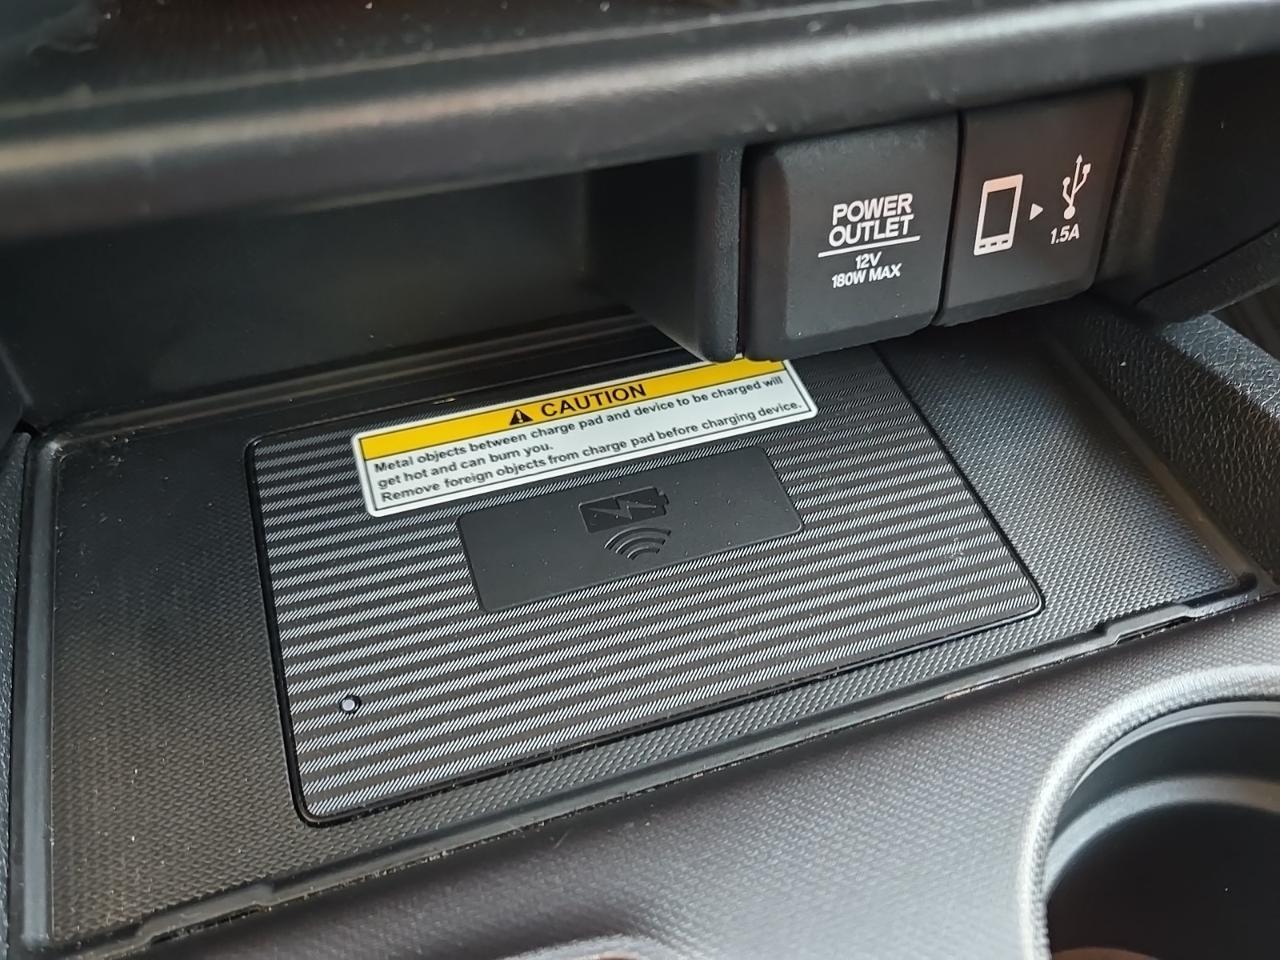 POWER
OUTLET
12V
180W MAX
1.5A
CAUTION
Metal objects between charge pad and device to be charged will
get hot and can burn you.
Remove foreign objects from charge pad before charging device.